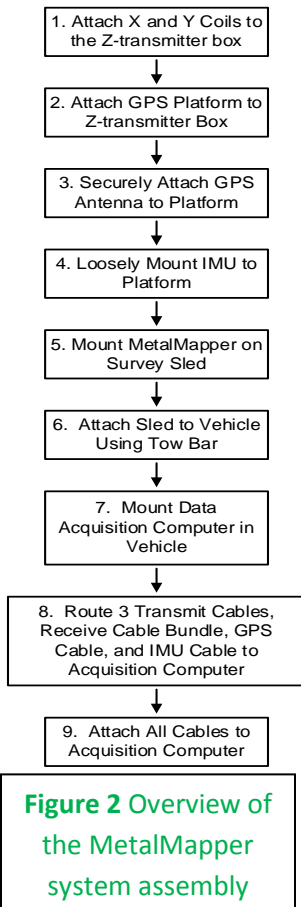 1. Attach X and Y Coils to
the Z-transmitter box
2. Attach GPS Platform to
Z-transmitter Box
3. Securely Attach GPS
Antenna to Platform
4. Loosely Mount IMU to
Platform
5. Mount MetalMapper on
Survey Sled
6. Attach Sled to Vehicle
Using Tow Bar
7. Mount Data
Acquisition Computer in
Vehicle
8. Route 3 Transmit Cables,
Receive Cable Bundle, GPS
Cable, and IMU Cable to
Acquisition Computer
9. Attach All Cables to
Acquisition Computer
Figure 2 Overview of
the MetalMapper
system assembly